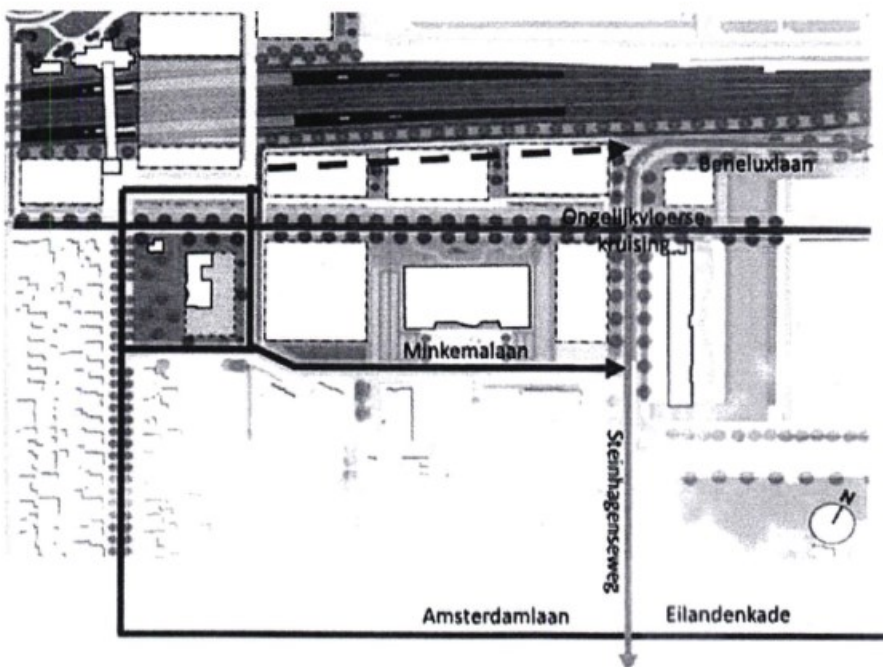 Beneluxlaan
Ongelijkvloerse
kruising
Minkemalaan
Steinhagenseweg
N
Amsterdamlaan
Eilandenkade